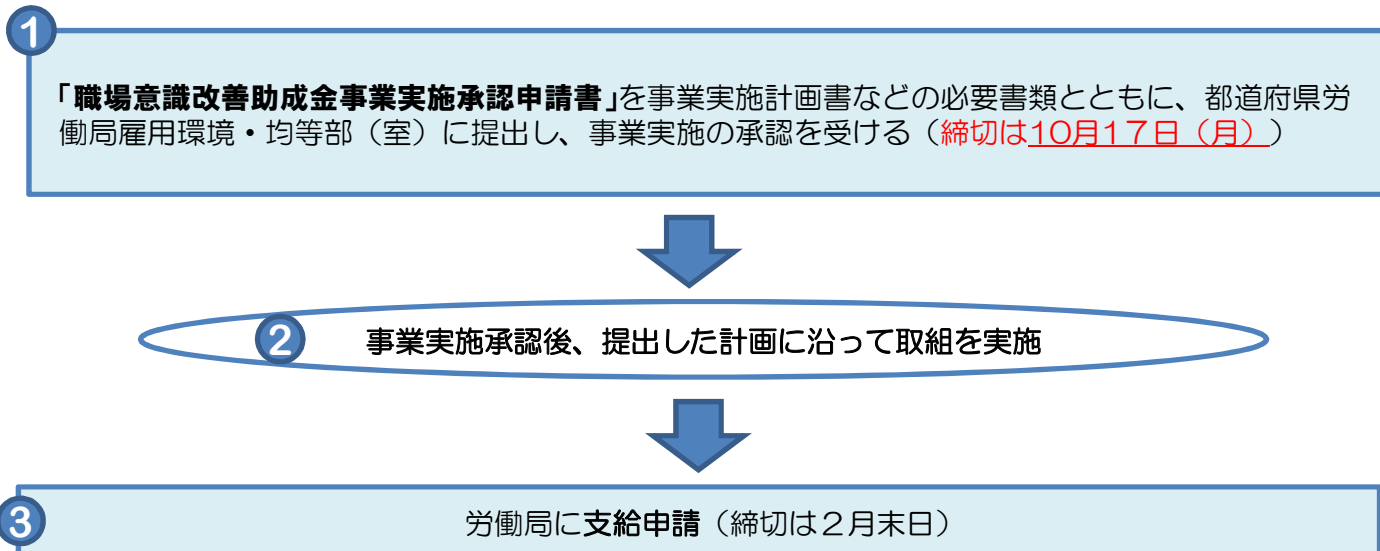 1
「職場意識改善助成金事業実施承認申請書」を事業実施計画書などの必要書類とともに、都道府県労
働局雇用環境・均等部（室）に提出し、事業実施の承認を受ける（締切は10月17日（月））
2 事業実施承認後、提出した計画に沿って取組を実施
3 労働局に支給申請（締切は２月末日）